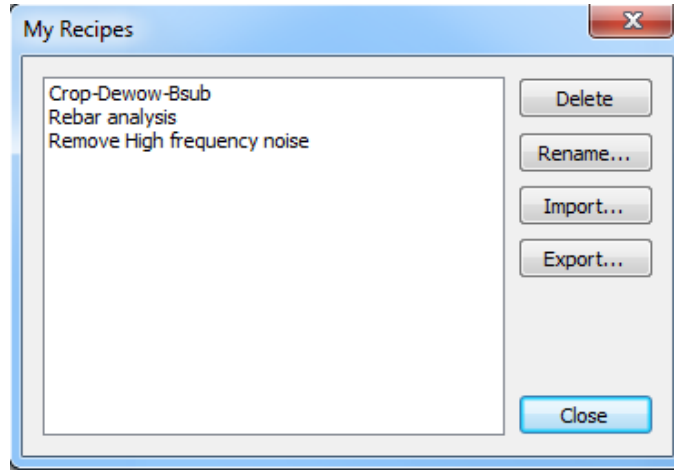 My Recipes
Crop-Dewow-Bsub
Rebar analysis
Remove High frequency noise
Delete
Rename...
Import...
Export...
Close